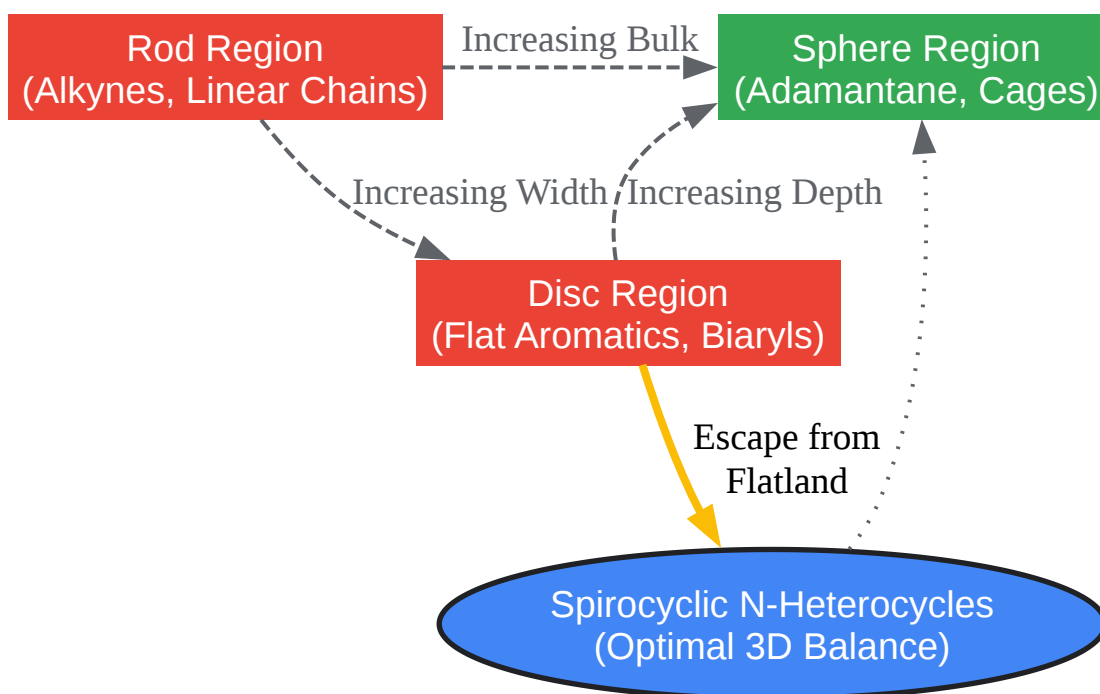 Rod Region
(Alkynes, Linear Chains)
Increasing Bulk
Sphere Region
(Adamantane, Cages)
Increasing Width
Increasing Depth
Disc Region
(Flat Aromatics, Biaryls)
Escape from
Flatland
Spirocyclic N-Heterocycles
(Optimal 3D Balance)